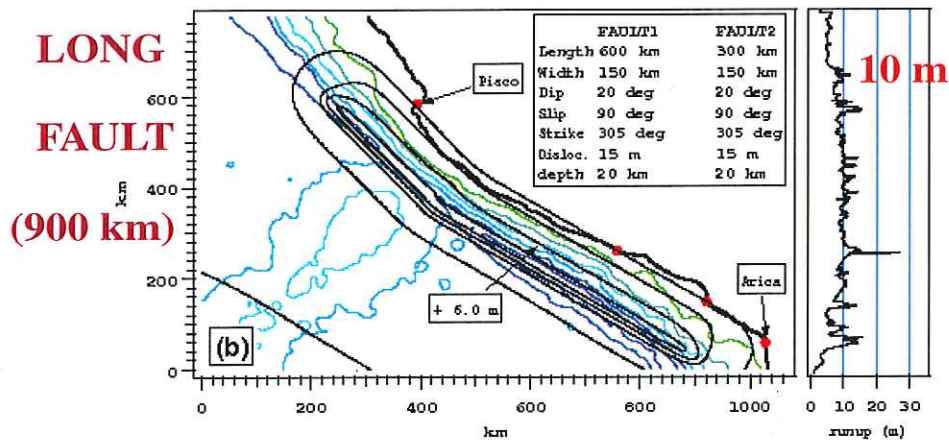 LONG
FAULT
(900 km)
FAULT1 FAULT2
Length 600 km 300 km
Width 150 km 150 km
Dip 20 deg 20 deg
Slip 90 deg 90 deg
Strike 305 deg 305 deg
Disloc. 15 m 15 m
depth 20 km 20 km
Pisco
Arica
+ 6.0 m
(b)
km
600
400
200
0
0 200 400 600 800 1000
km
10 m
0 10 20 30
runup (m)